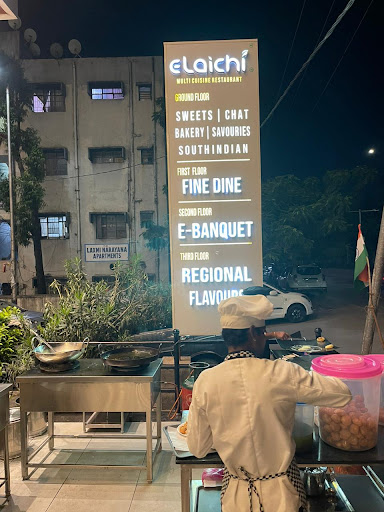 eLaichi
MULTI CUISINE RESTAURANT
GROUND FLOOR
SWEETS | CHAT
BAKERY | SAVOURIES
SOUTHINDIAN
FIRST FLOOR
FINE DINE
SECOND FLOOR
E-BANQUET
THIRD FLOOR
REGIONAL
FLAVOURS
LAXMI NARAYANA
APARTMENTS